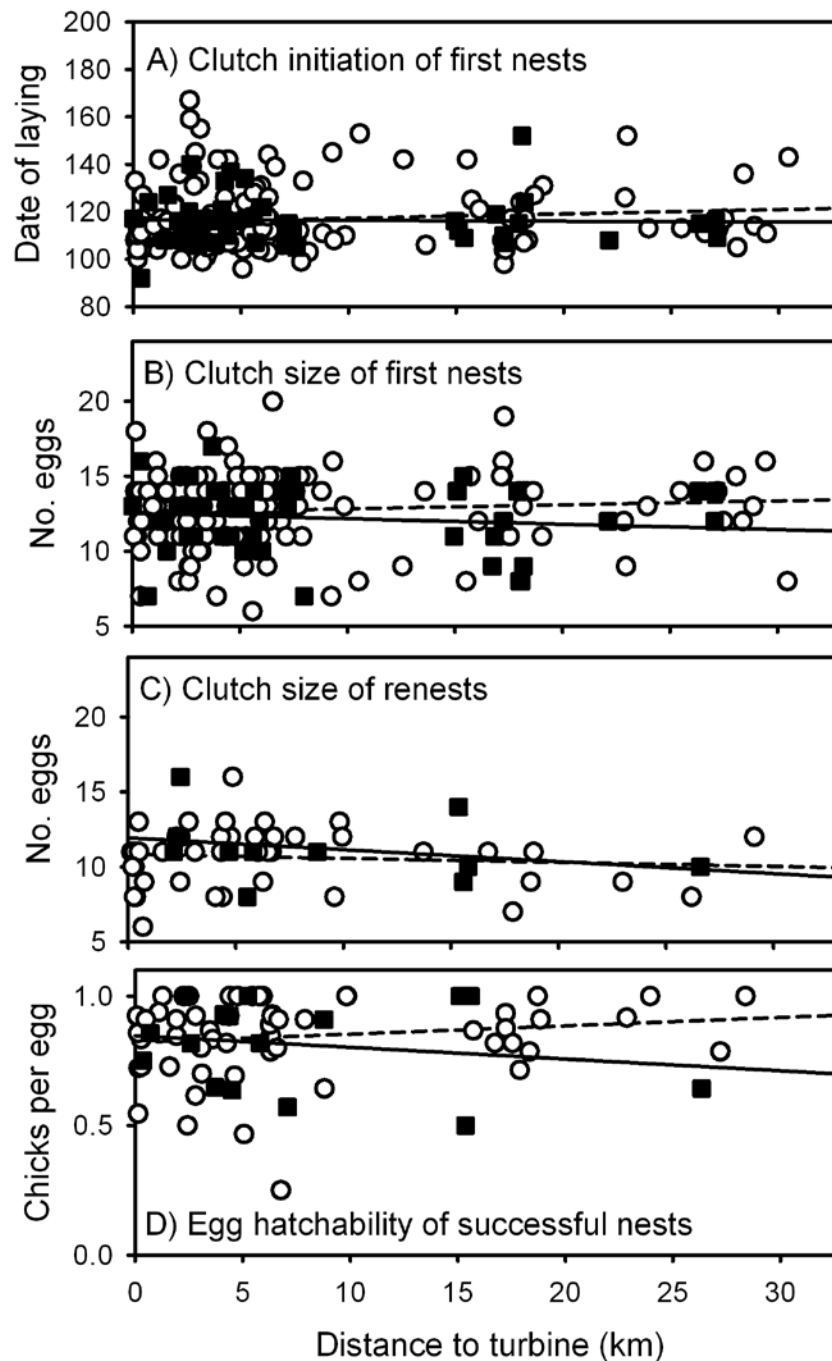 A) Clutch initiation of first nests
Date of laying
200
180
160
140
120
100
80
B) Clutch size of first nests
No. eggs
20
15
10
5
C) Clutch size of renests
No. eggs
20
15
10
5
D) Egg hatchability of successful nests
Chicks per egg
1.0
0.5
0.0
0 5 10 15 20 25 30
Distance to turbine (km)